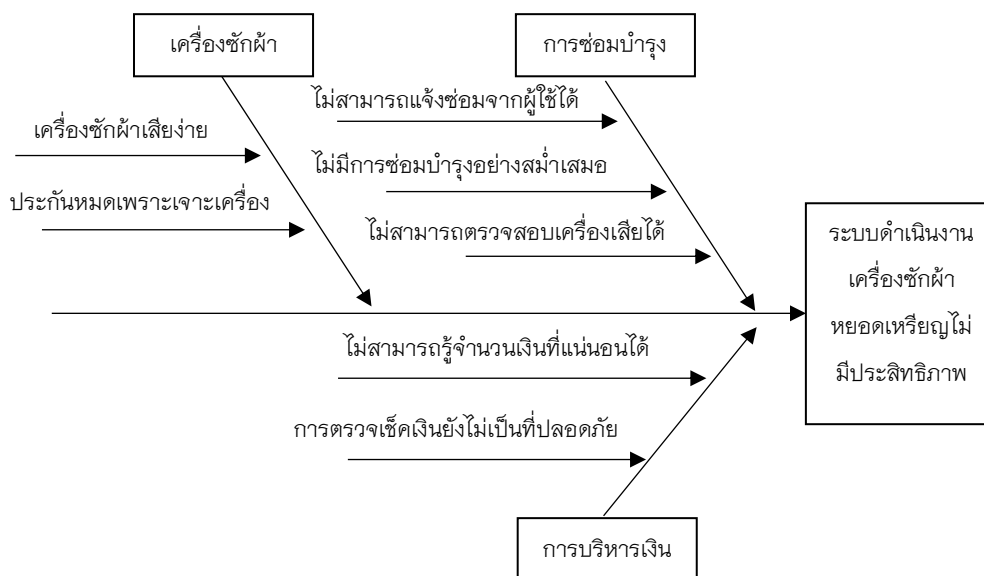 เครื่องซักผ้า
การซ่อมบำรุง
ไม่สามารถแจ้งซ่อมจากผู้ใช้ได้
เครื่องซักผ้าเสียง่าย
ไม่มีการซ่อมบำรุงอย่างสม่ำเสมอ
ประกันหมดเพราะเจาะเครื่อง
ไม่สามารถตรวจสอบเครื่องเสียได้
ระบบดำเนินงาน
เครื่องซักผ้า
หยอดเหรียญไม่
มีประสิทธิภาพ
ไม่สามารถรู้จำนวนเงินที่แน่นอนได้
การตรวจเช็คเงินยังไม่เป็นที่ปลอดภัย
การบริหารเงิน